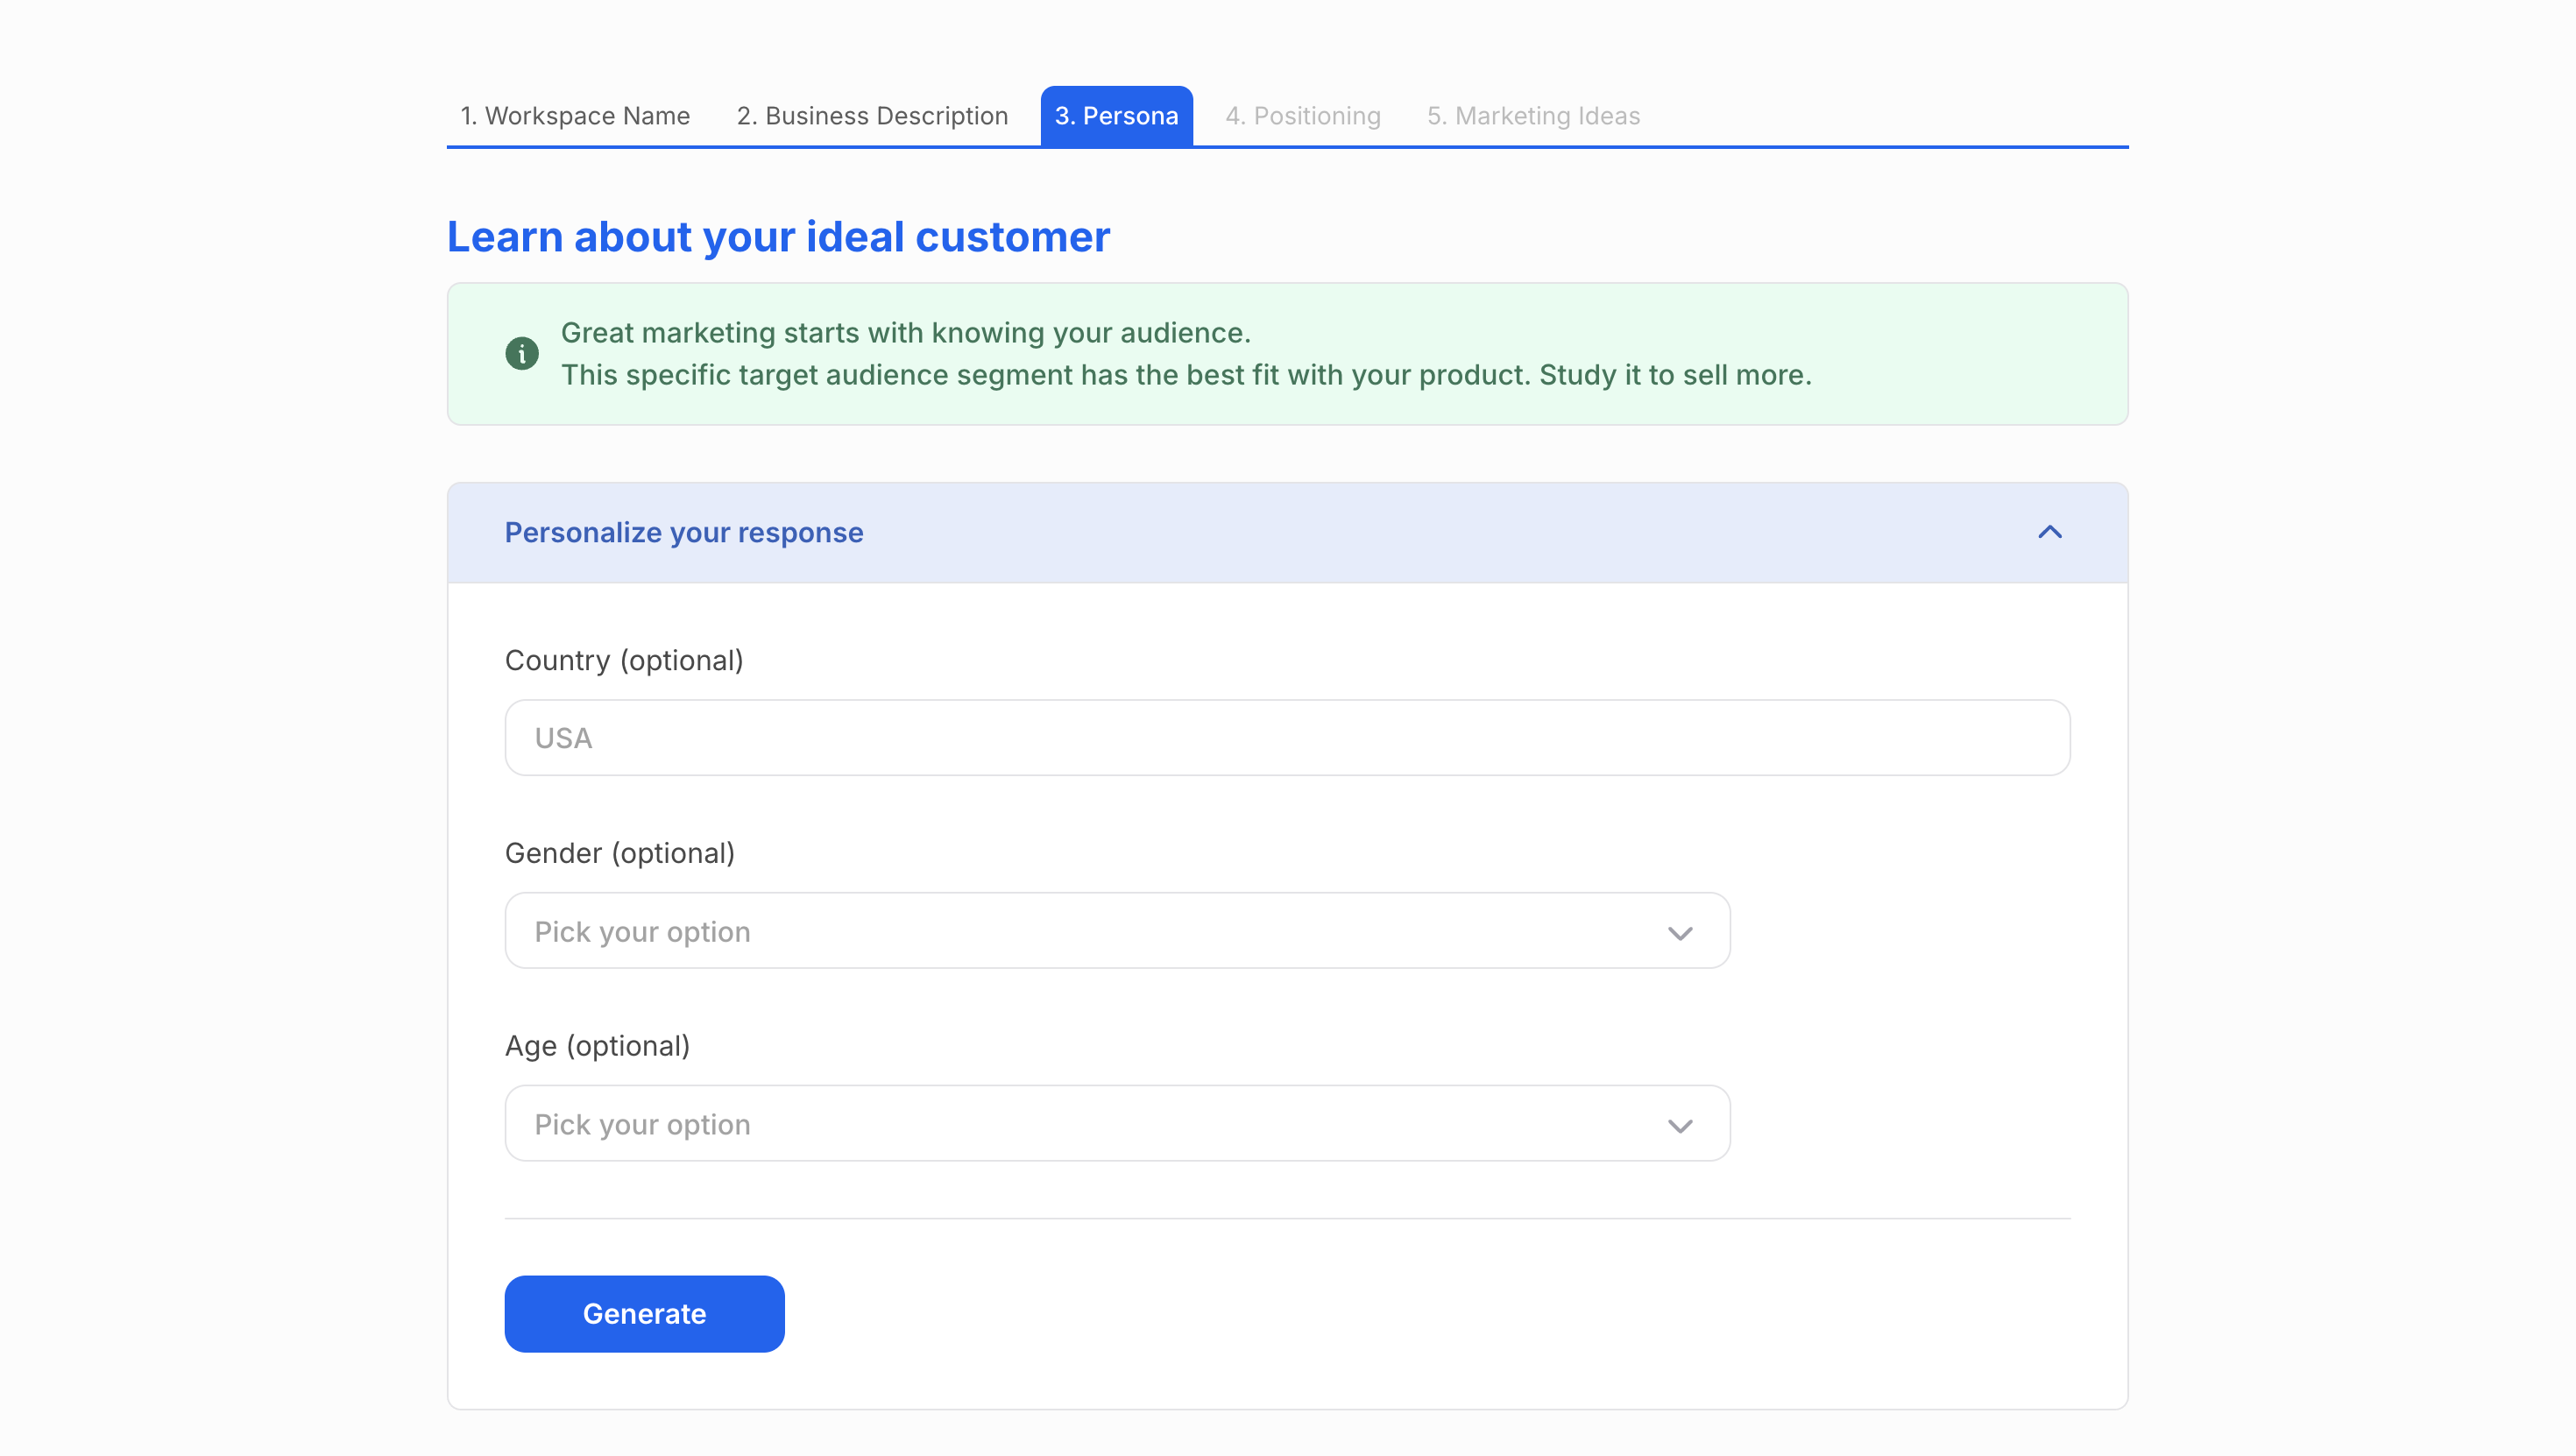 1. Workspace Name
2. Business Description
3. Persona
4. Positioning
5. Marketing Ideas
Learn about your ideal customer
Great marketing starts with knowing your audience.
This specific target audience segment has the best fit with your product. Study it to sell more.
Personalize your response
Country (optional)
USA
Gender (optional)
Pick your option
Age (optional)
Pick your option
Generate